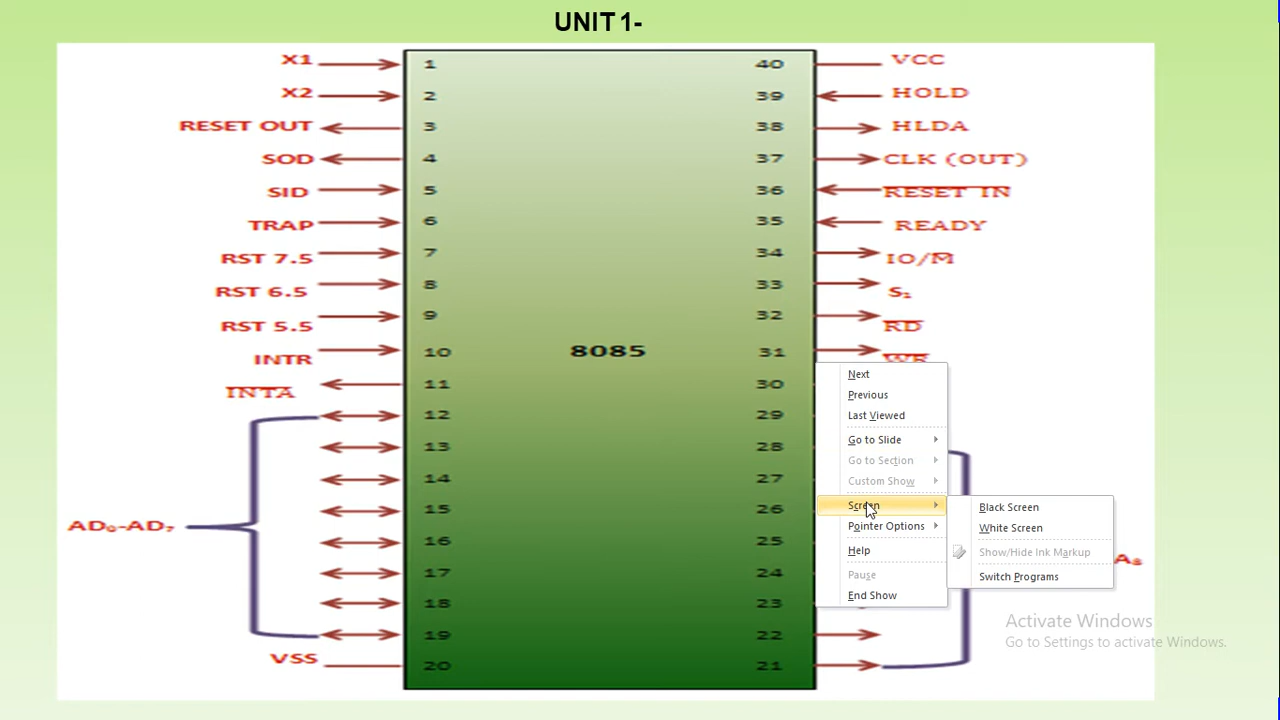 UNIT 1-
X1 1 40 VCC
X2 2 39 HOLD
RESET OUT 3 38 HLDA
SOD 4 37 CLK (OUT)
SID 5 36 RESET IN
TRAP 6 35 READY
RST 7.5 7 34 IO/M
RST 6.5 8 33 S₁
RST 5.5 9 32 RD
INTR 10 8085 31 WR
INTA 11 30
12 29
13 28
14 27
15 26
AD₀-AD₇
16 25
17 24
18 23
19 22
VSS 20 21
A₈
Next
Previous
Last Viewed
Go to Slide
Go to Section
Custom Show
Screen
Pointer Options
Help
Pause
End Show
Black Screen
White Screen
Show/Hide Ink Markup
Switch Programs
Activate Windows
Go to Settings to activate Windows.